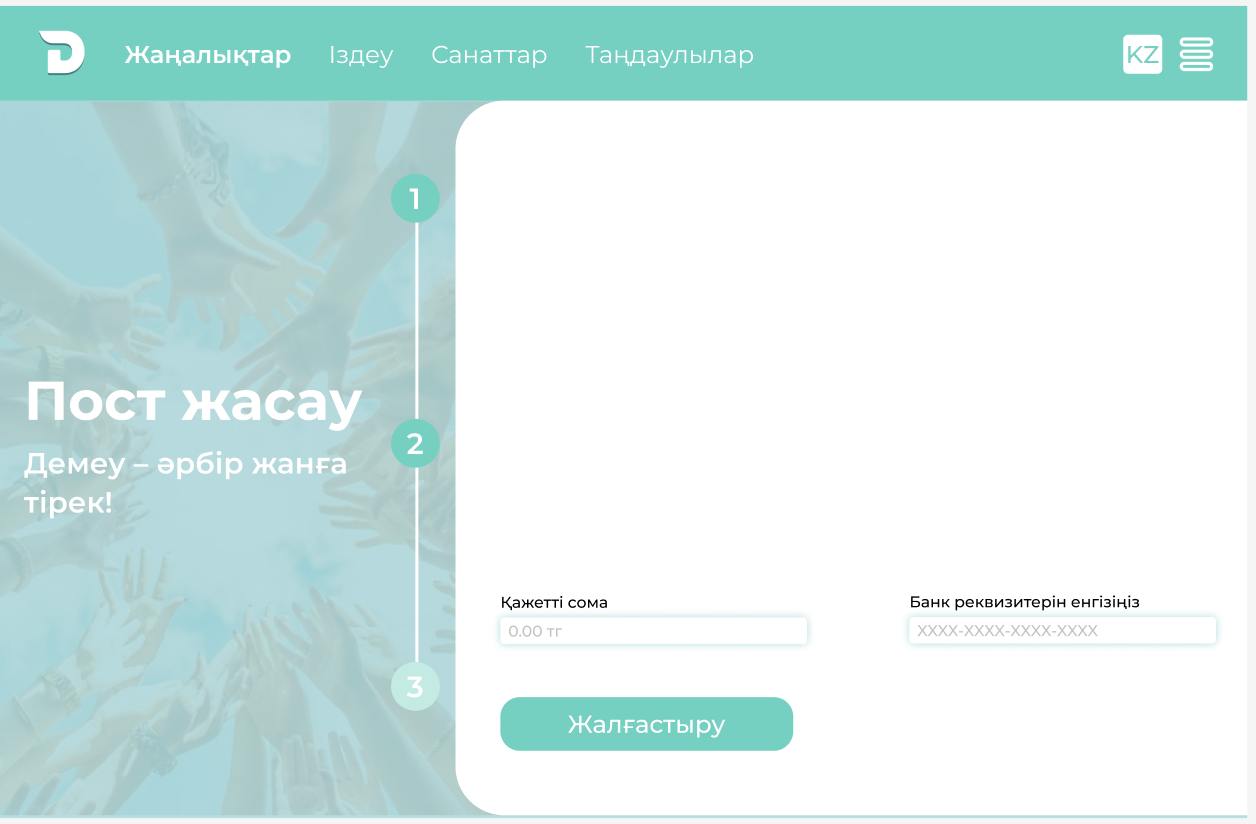 Жаңалықтар Іздеу Санаттар Таңдаулылар KZ
1
Пост жасау
2
Демеу – әрбір жанға
тірек!
Қажетті сома Банк реквизитерін енгізіңіз
0.00 тг XXXX-XXXX-XXXX-XXXX
3
Жалғастыру